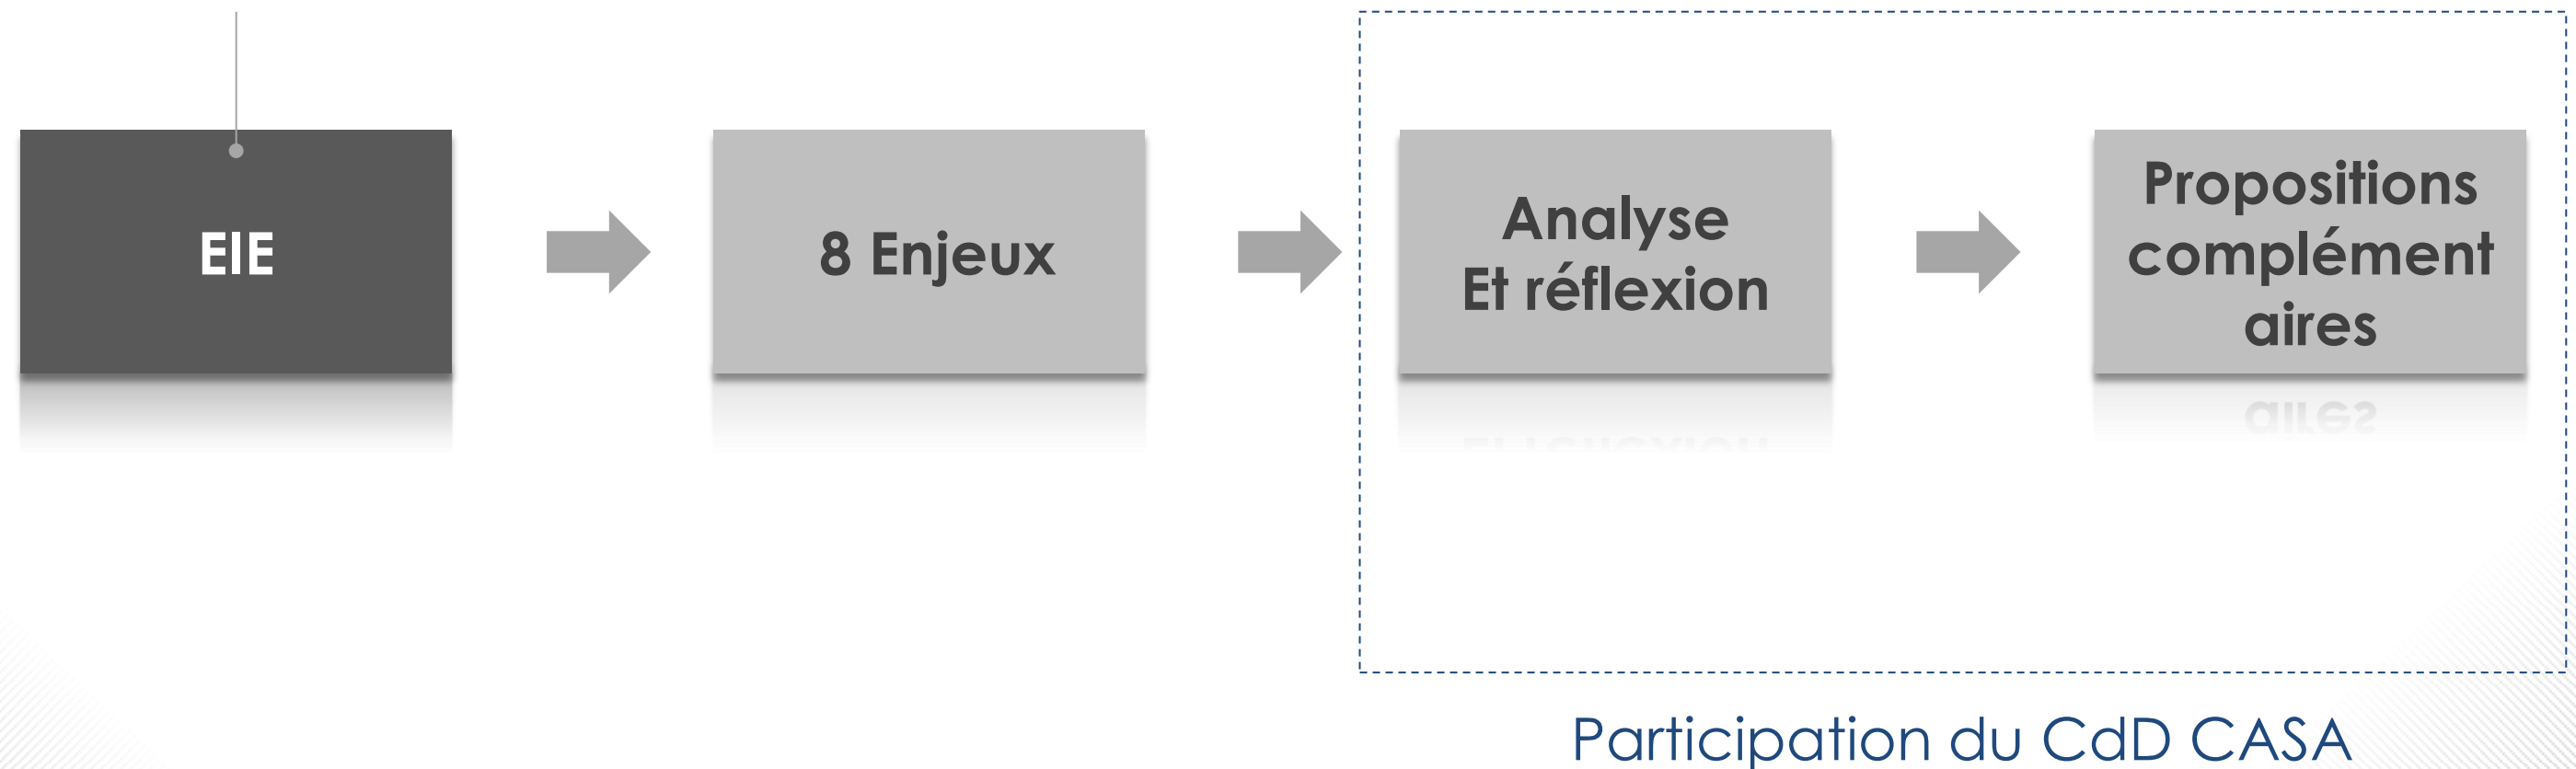 EIE
8 Enjeux
Analyse
Et réflexion
Propositions
complément
aires
Participation du CdD CASA